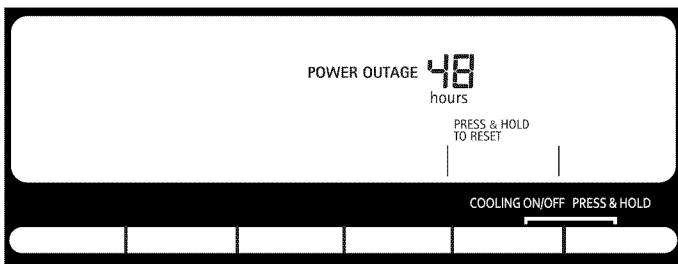 POWER OUTAGE 48
hours
PRESS & HOLD
TO RESET
COOLING ON/OFF PRESS & HOLD